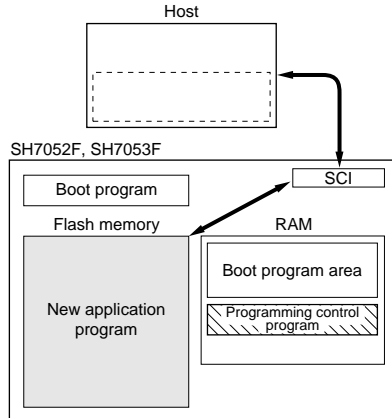 Host
SH7052F, SH7053F
SCI
Boot program
Flash memory
RAM
Boot program area
New application
program
Programming control
program